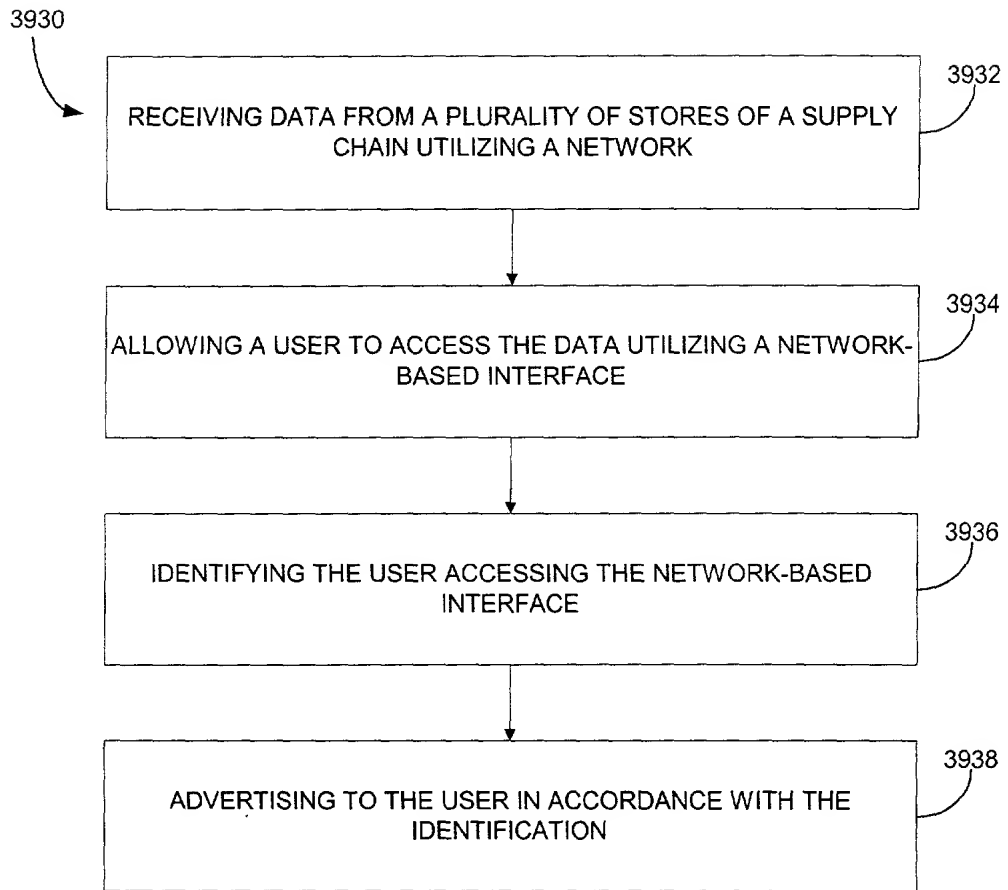 3930
3932
RECEIVING DATA FROM A PLURALITY OF STORES OF A SUPPLY
CHAIN UTILIZING A NETWORK
3934
ALLOWING A USER TO ACCESS THE DATA UTILIZING A NETWORK-
BASED INTERFACE
3936
IDENTIFYING THE USER ACCESSING THE NETWORK-BASED
INTERFACE
3938
ADVERTISING TO THE USER IN ACCORDANCE WITH THE
IDENTIFICATION